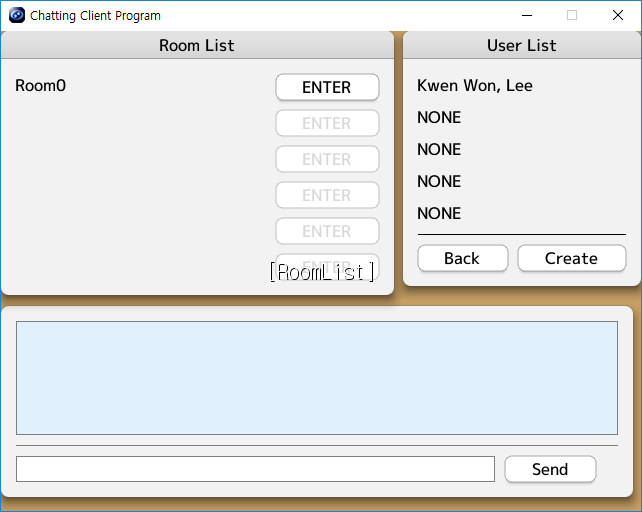 Chatting Client Program
Room List
Room0
ENTER
ENTER
ENTER
ENTER
ENTER
ENTER
[RoomList]
User List
Kwen Won, Lee
NONE
NONE
NONE
NONE
Back
Create
Send